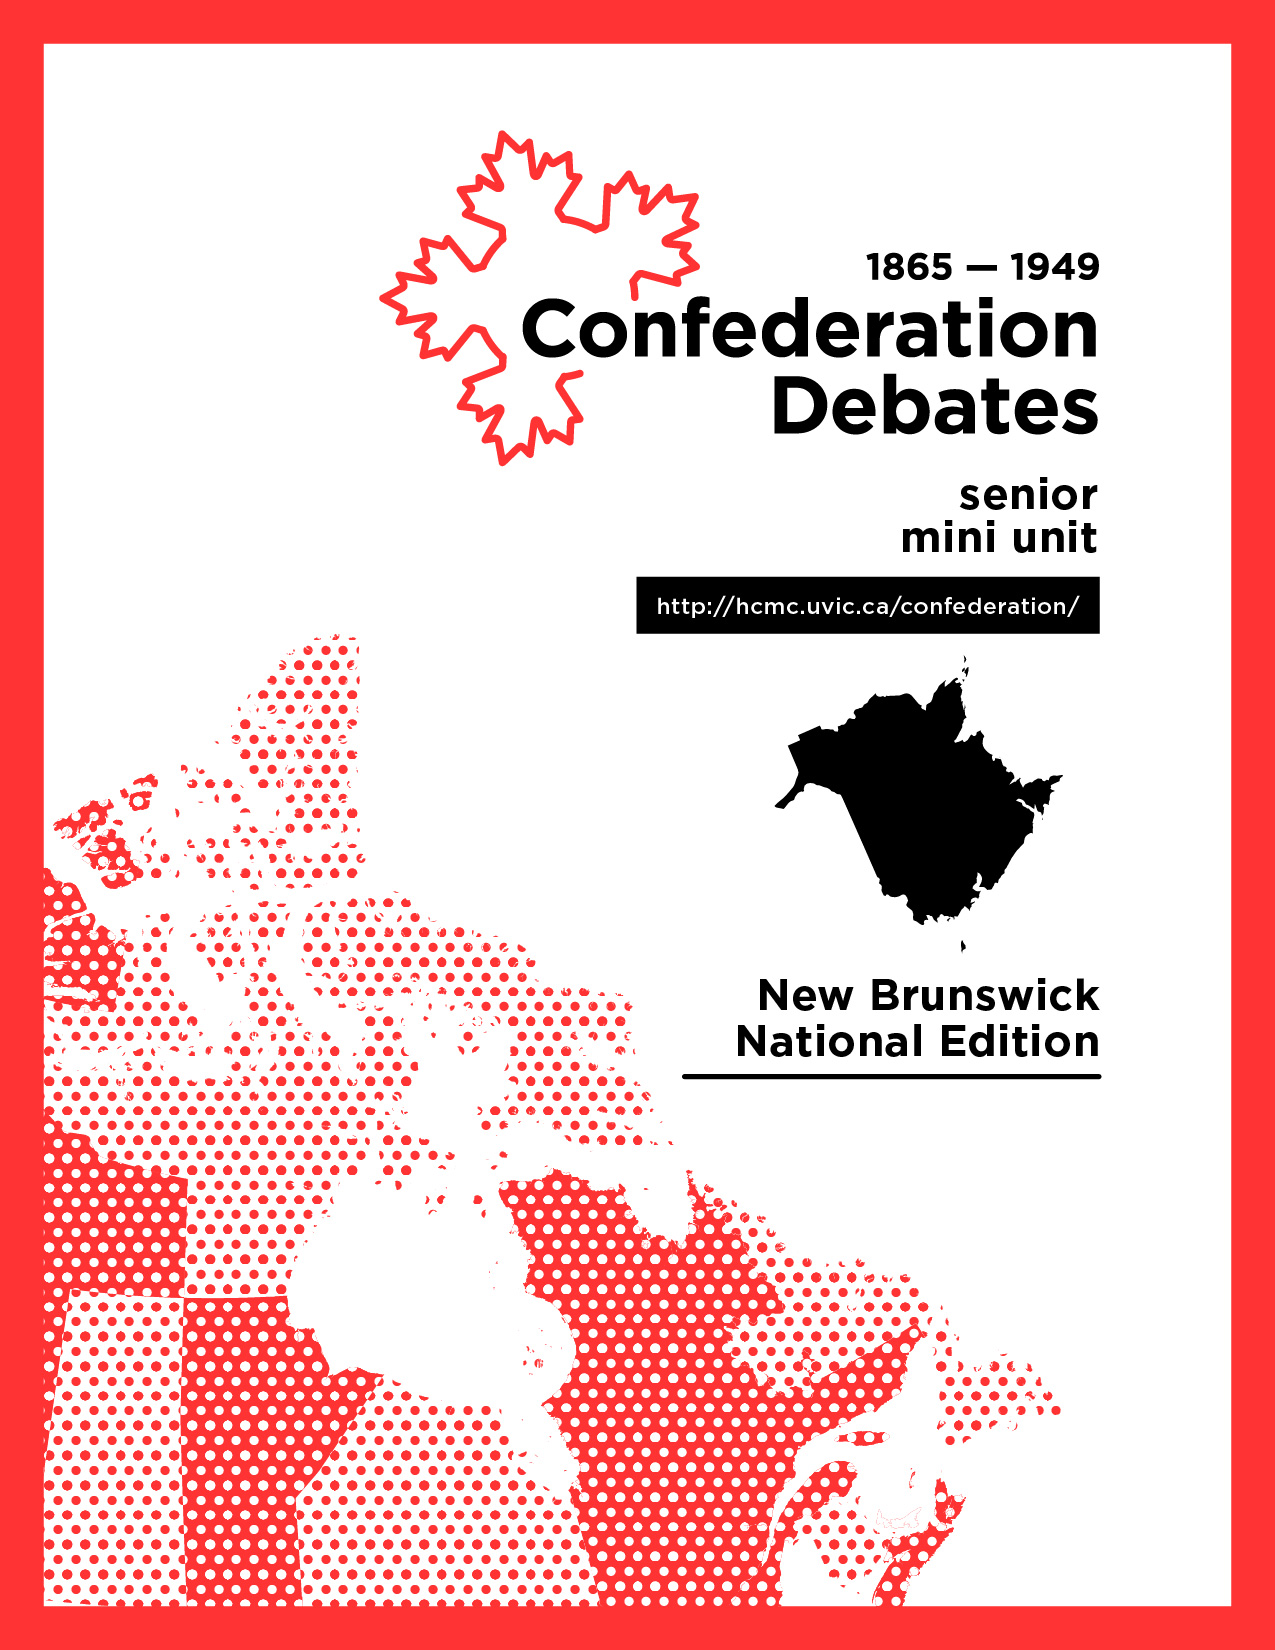 1865 — 1949
Confederation
Debates
senior
mini unit
http://hcmc.uvic.ca/confederation/
New Brunswick
National Edition